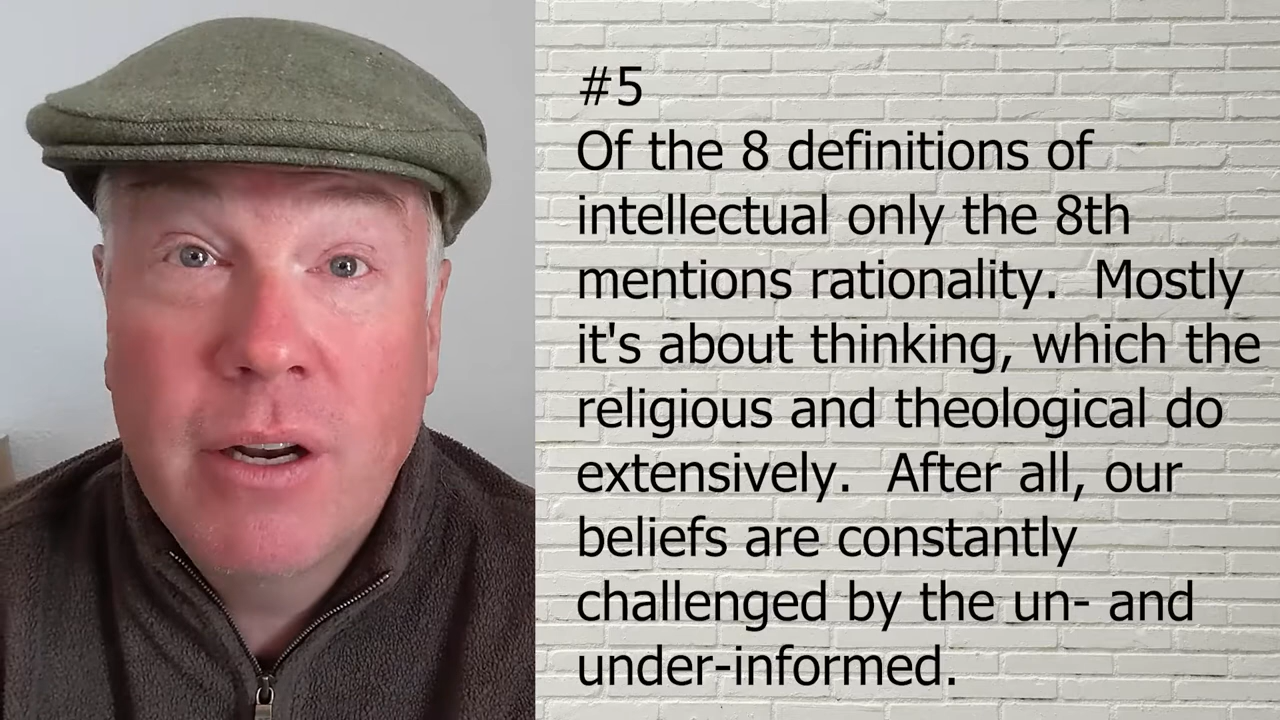 #5
Of the 8 definitions of
intellectual only the 8th
mentions rationality.  Mostly
it's about thinking, which the
religious and theological do
extensively.  After all, our
beliefs are constantly
challenged by the un- and
under-informed.